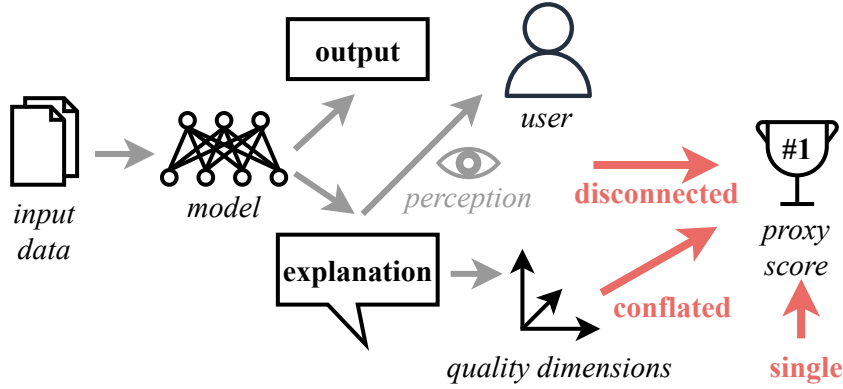 output
user
#1
input
data
model
perception
disconnected
proxy
score
explanation
conflated
quality dimensions
single